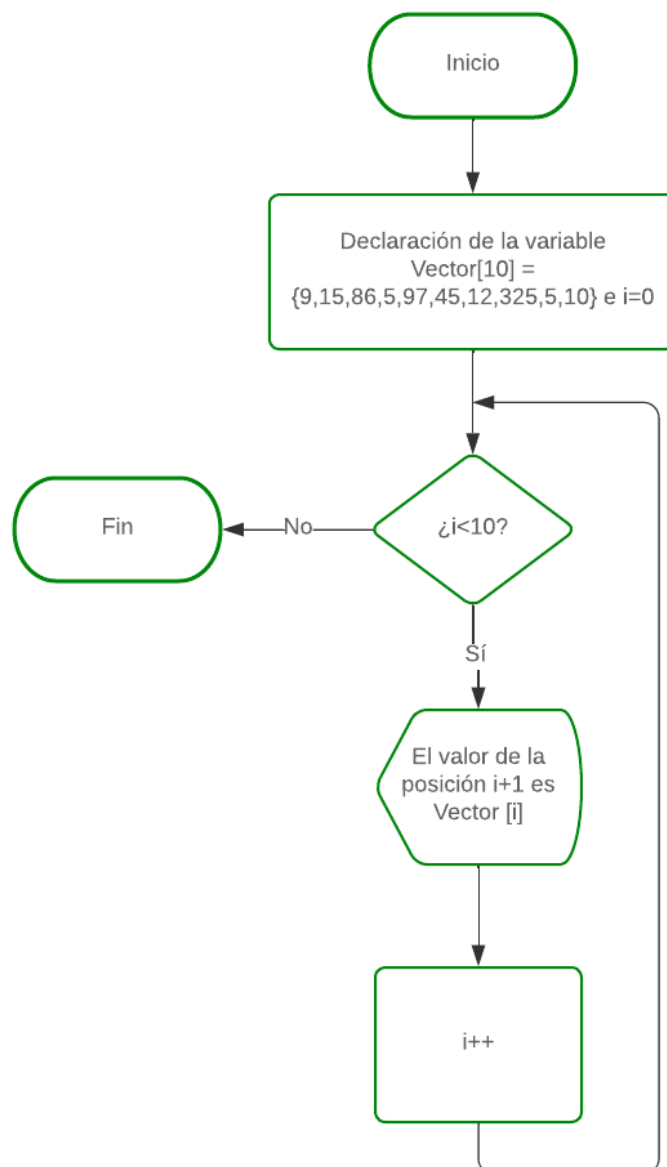 Inicio
Declaración de la variable
Vector[10] =
{9,15,86,5,97,45,12,325,5,10} e i=0
¿i<10?
No
Fin
Sí
El valor de la
posición i+1 es
Vector [i]
i++